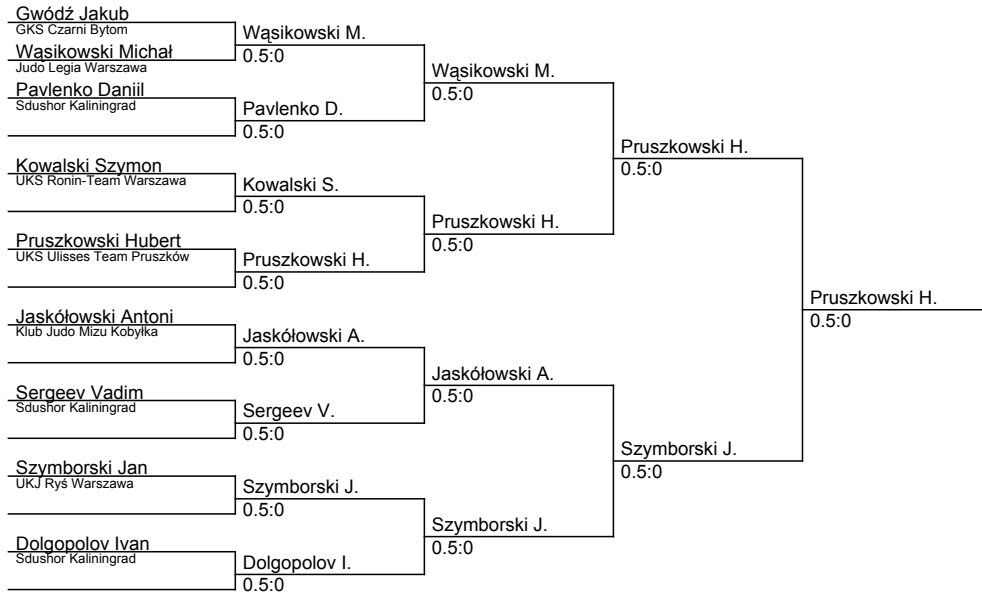 Gwódź Jakub
GKS Czarni Bytom
Wąsikowski M.
0.5:0
Wąsikowski Michał
Judo Legia Warszawa
Wąsikowski M.
0.5:0
Pavlenko Daniil
Sdushor Kaliningrad
Pavlenko D.
0.5:0
Pruszkowski H.
0.5:0
Kowalski Szymon
UKS Ronin-Team Warszawa
Kowalski S.
0.5:0
Pruszkowski H.
0.5:0
Pruszkowski Hubert
UKS Ulisses Team Pruszków
Pruszkowski H.
0.5:0
Pruszkowski H.
0.5:0
Jaskółowski Antoni
Klub Judo Mizu Kobyłka
Jaskółowski A.
0.5:0
Jaskółowski A.
0.5:0
Sergeev Vadim
Sdushor Kaliningrad
Sergeev V.
0.5:0
Szymborski J.
0.5:0
Szymborski Jan
UKJ Ryś Warszawa
Szymborski J.
0.5:0
Szymborski J.
0.5:0
Dolgopolov Ivan
Sdushor Kaliningrad
Dolgopolov I.
0.5:0